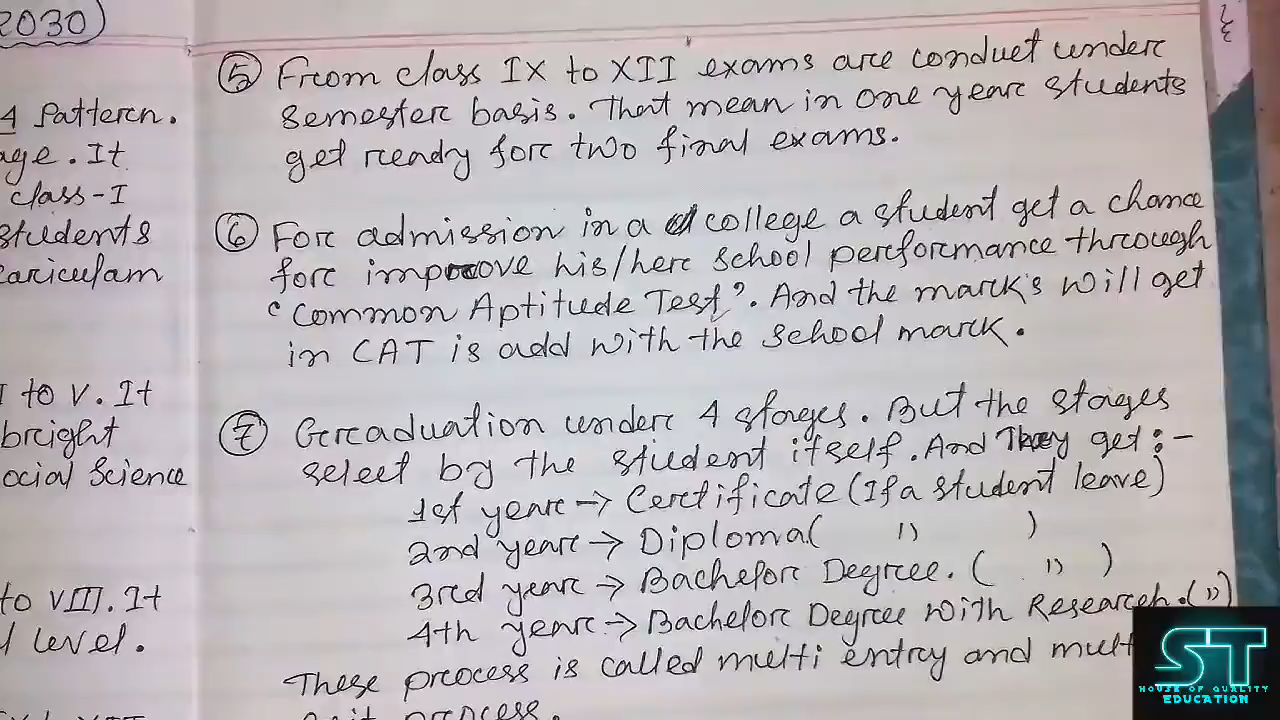 2030)
4 Pattern.
age. It
class-I
students
cariculam
I to V. It
bright
ocial Science
to VIII. It
level.
⑤ From class IX to XII exams are conduct under
semester basis. That mean in one year students
get ready for two final exams.
⑥ For admission in a college a student get a chance
for improve his/her school performance through
"Common Aptitude Test". And the mark's will get
in CAT is add with the school mark.
⑦ Graduation under 4 stages. But the stages
select by the student itself. And They get :-
1st year → Certificate (If a student leave)
2nd year → Diploma ( " )
3rd year → Bachelor Degree. ( " )
4th year → Bachelor Degree with Research. (")
These process is called multi entry and
process.
ST
HOUSE OF QUALITY
EDUCATION